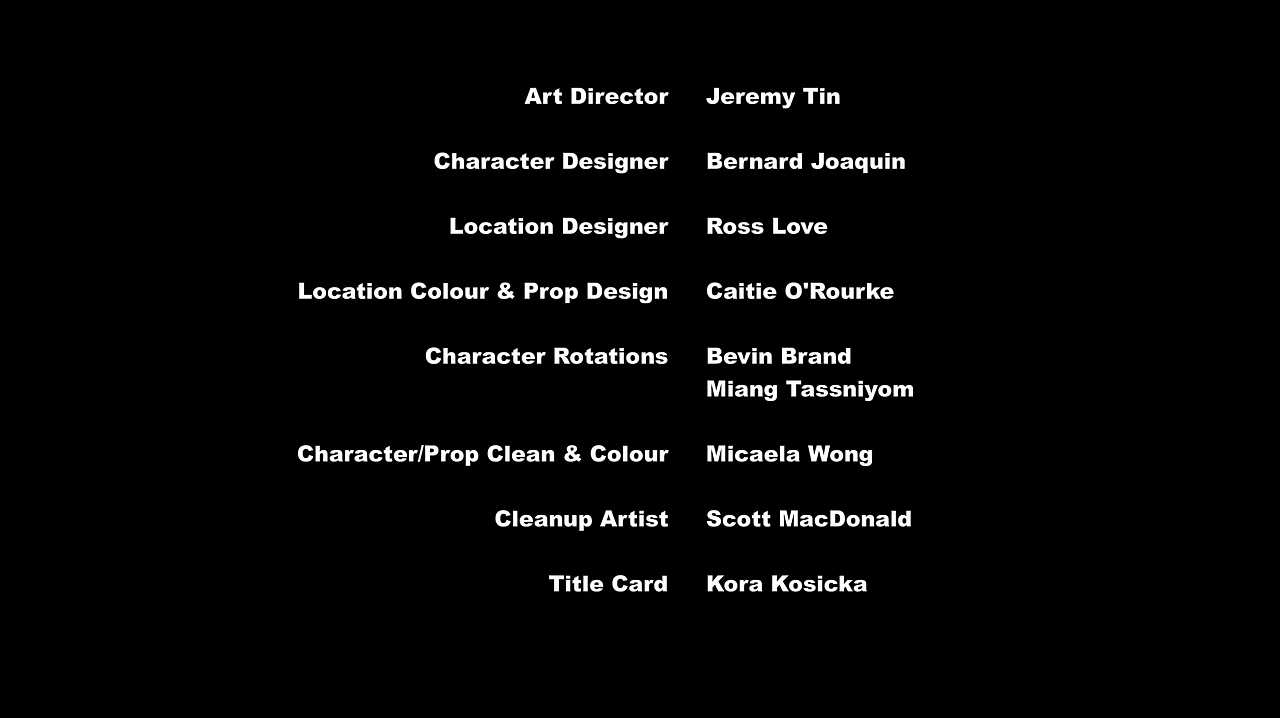 Art Director Jeremy Tin
Character Designer Bernard Joaquin
Location Designer Ross Love
Location Colour & Prop Design Caitie O'Rourke
Character Rotations Bevin Brand
Miang Tassniyom
Character/Prop Clean & Colour Micaela Wong
Cleanup Artist Scott MacDonald
Title Card Kora Kosicka